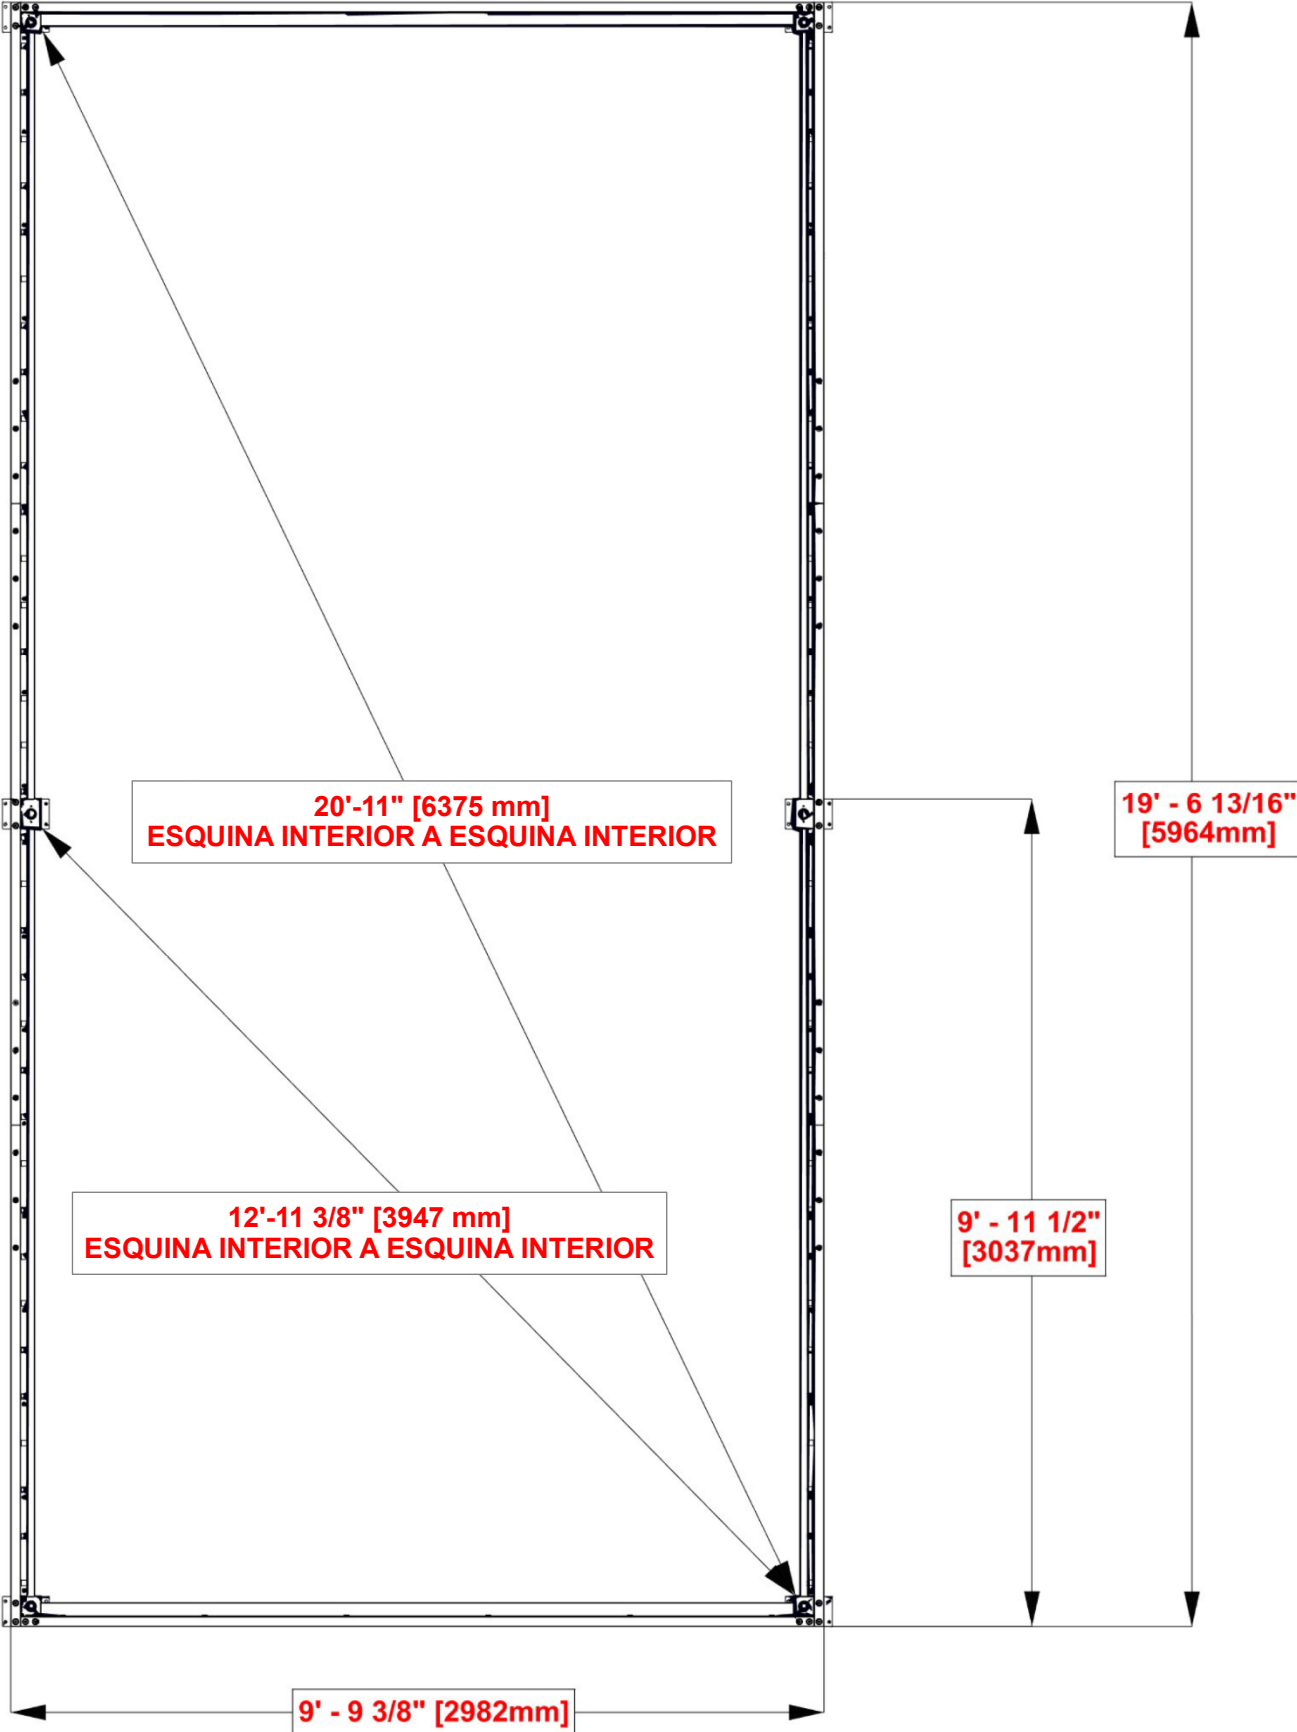 20'-11" [6375 mm]
ESQUINA INTERIOR A ESQUINA INTERIOR
19' - 6 13/16"
[5964mm]
12'-11 3/8" [3947 mm]
ESQUINA INTERIOR A ESQUINA INTERIOR
9' - 11 1/2"
[3037mm]
9' - 9 3/8" [2982mm]